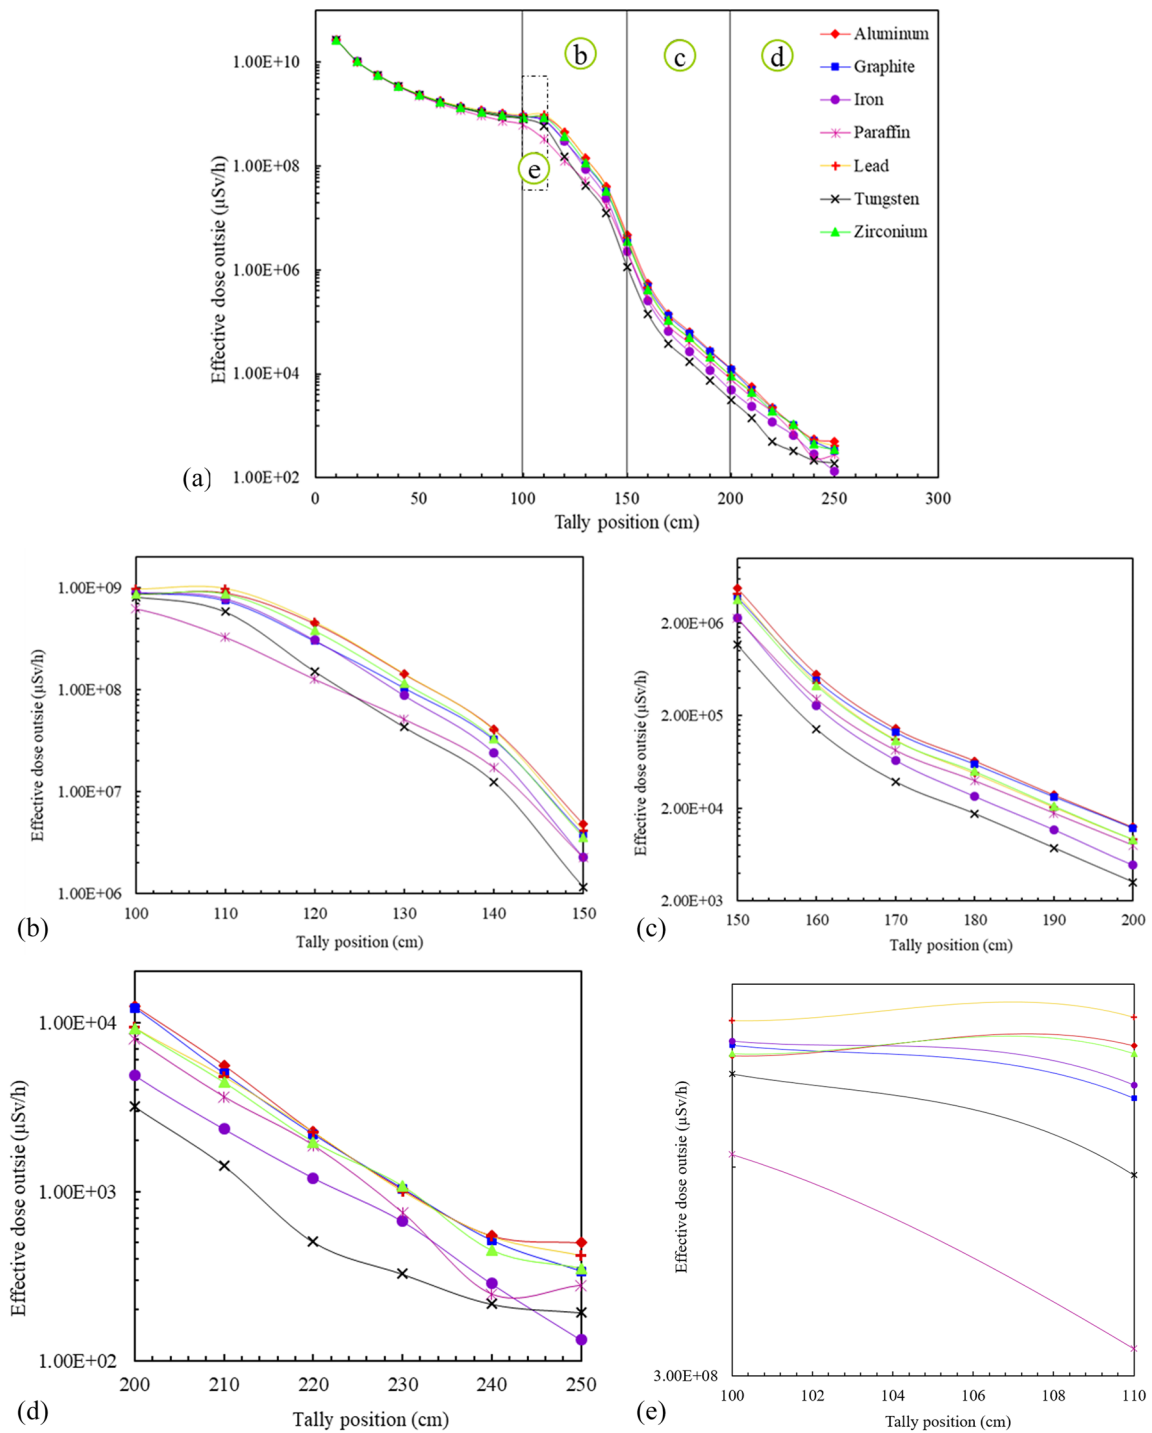 1.00E+10
1.00E+08
1.00E+06
1.00E+04
1.00E+02
Effective dose outsie (µSv/h)
b
c
d
e
Aluminum
Graphite
Iron
Paraffin
Lead
Tungsten
Zirconium
(a)
0 50 100 150 200 250 300
Tally position (cm)
1.00E+09
1.00E+08
1.00E+07
1.00E+06
Effective dose outsie (µSv/h)
100 110 120 130 140 150
(b)
Tally position (cm)
2.00E+06
2.00E+05
2.00E+04
2.00E+03
Effective dose outsie (µSv/h)
150 160 170 180 190 200
(c)
Tally position (cm)
1.00E+04
1.00E+03
1.00E+02
Effective dose outsie (µSv/h)
200 210 220 230 240 250
(d)
Tally position (cm)
Effective dose outsie (µSv/h)
3.00E+08
100 102 104 106 108 110
(e)
Tally position (cm)